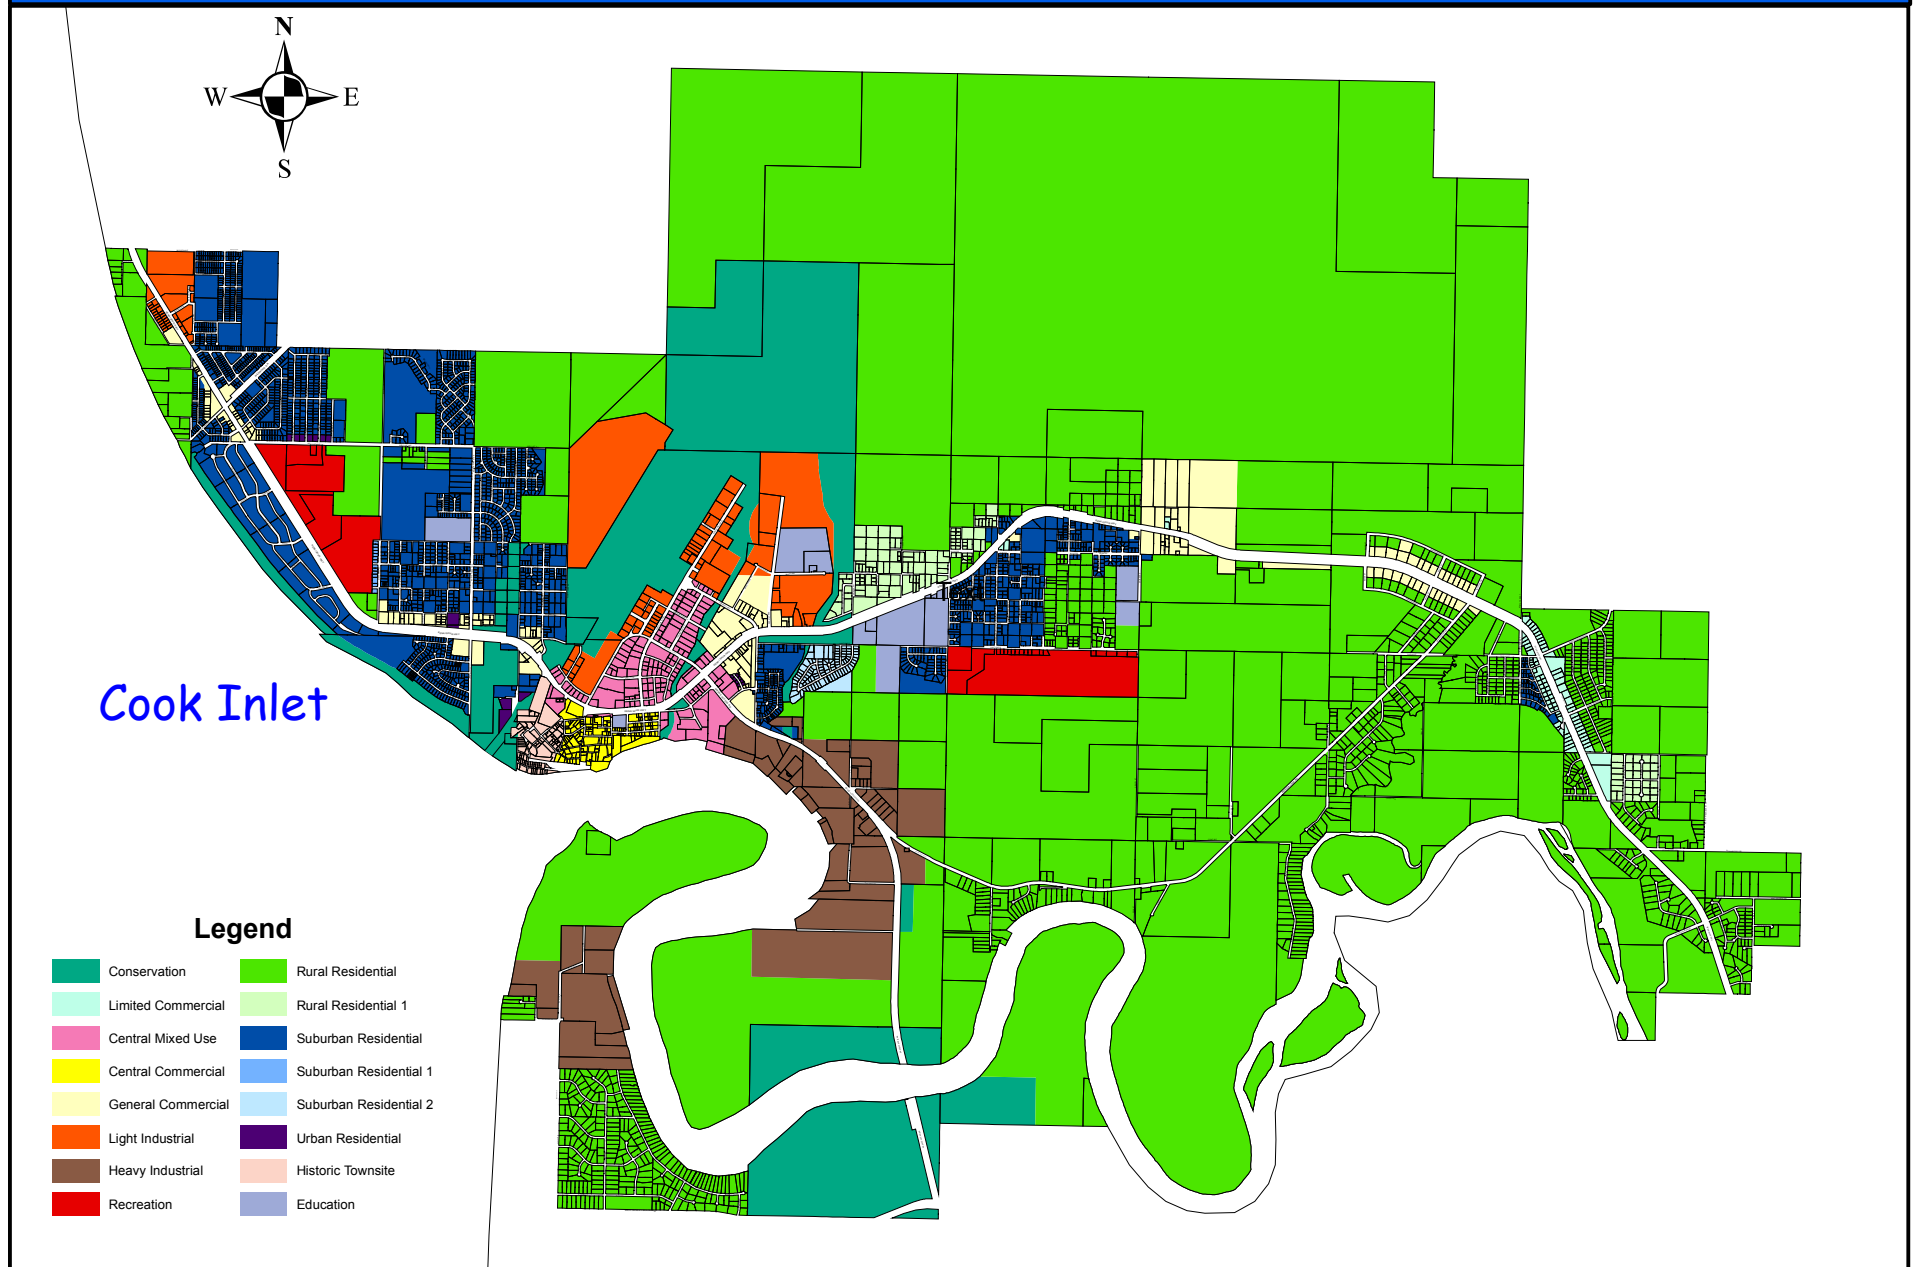 N
W E
S
Cook Inlet
Legend
Conservation
Limited Commercial
Central Mixed Use
Central Commercial
General Commercial
Light Industrial
Heavy Industrial
Recreation
Rural Residential
Rural Residential 1
Suburban Residential
Suburban Residential 1
Suburban Residential 2
Urban Residential
Historic Townsite
Education